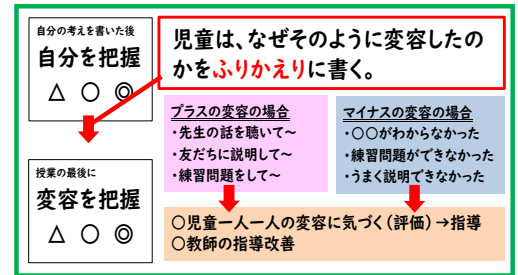 自分の考えを書いた後
自分を把握
△ ○ ◎
児童は、なぜそのように変容したの
かをふりかえりに書く。
プラスの変容の場合
・先生の話を聴いて~
・友だちに説明して~
・練習問題をして~
マイナスの変容の場合
・○○がわからなかった
・練習問題ができなかった
・うまく説明できなかった
授業の最後に
変容を把握
△ ○ ◎
○児童一人一人の変容に気づく(評価)→指導
○教師の指導改善